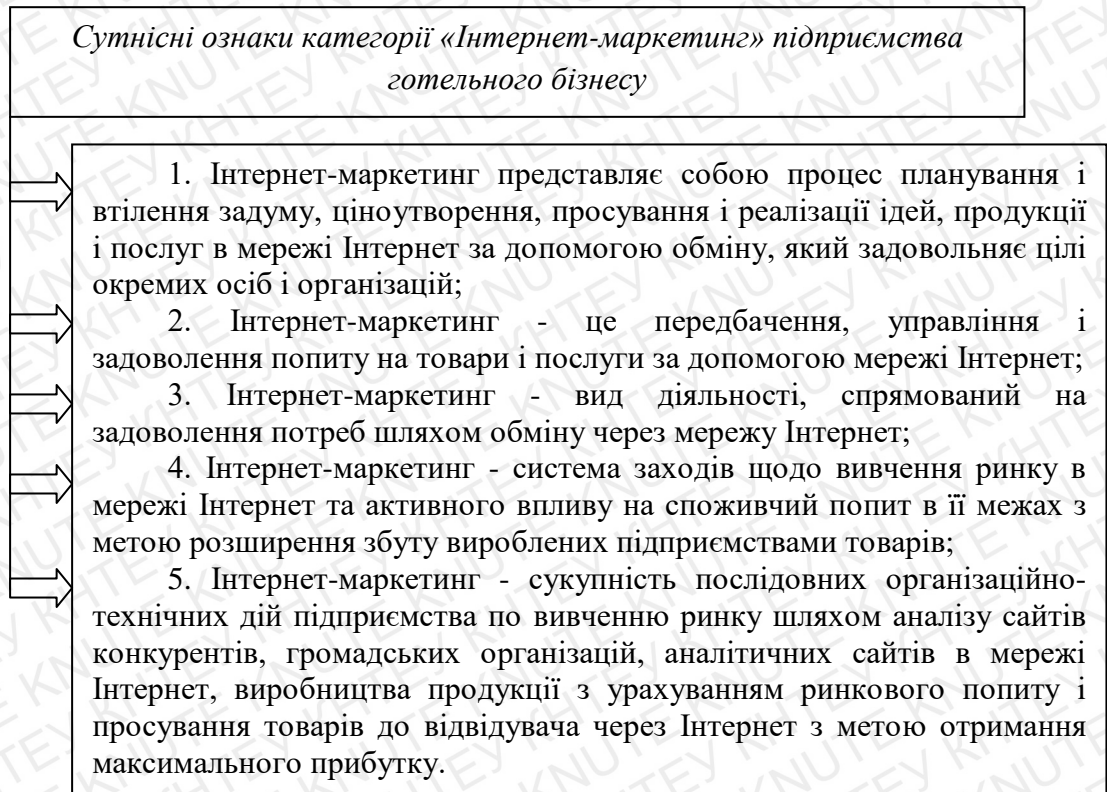 Сутнісні ознаки категорії «Інтернет-маркетинг» підприємства
готельного бізнесу
1. Інтернет-маркетинг представляє собою процес планування і
втілення задуму, ціноутворення, просування і реалізації ідей, продукції
і послуг в мережі Інтернет за допомогою обміну, який задовольняє цілі
окремих осіб і організацій;
2. Інтернет-маркетинг - це передбачення, управління і
задоволення попиту на товари і послуги за допомогою мережі Інтернет;
3. Інтернет-маркетинг - вид діяльності, спрямований на
задоволення потреб шляхом обміну через мережу Інтернет;
4. Інтернет-маркетинг - система заходів щодо вивчення ринку в
мережі Інтернет та активного впливу на споживчий попит в її межах з
метою розширення збуту вироблених підприємствами товарів;
5. Інтернет-маркетинг - сукупність послідовних організаційно-
технічних дій підприємства по вивченню ринку шляхом аналізу сайтів
конкурентів, громадських організацій, аналітичних сайтів в мережі
Інтернет, виробництва продукції з урахуванням ринкового попиту і
просування товарів до відвідувача через Інтернет з метою отримання
максимального прибутку.